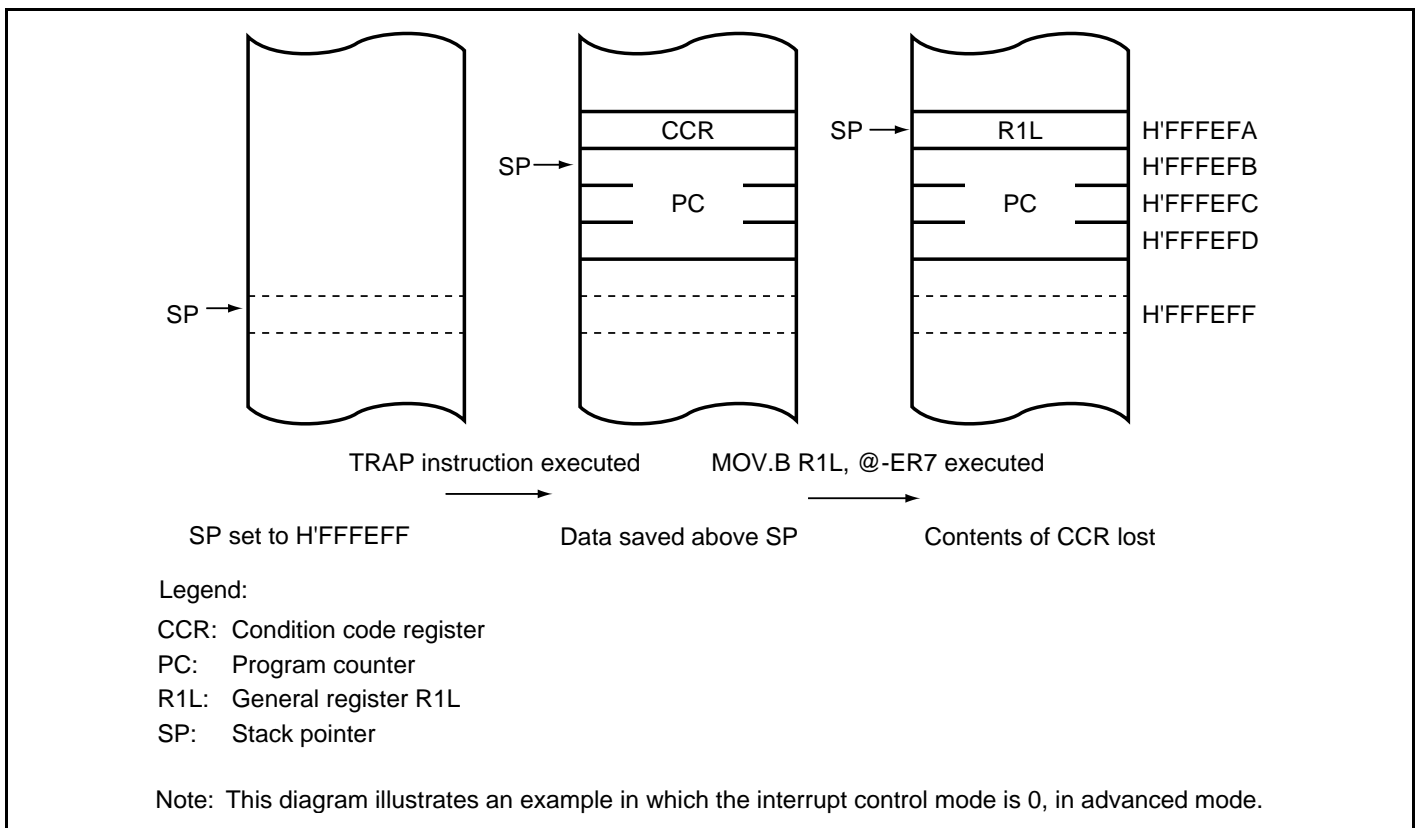 CCR
SP
R1L
H'FFFEFA
SP
H'FFFEFB
PC
PC
H'FFFEFC
H'FFFEFD
SP
H'FFFEFF
TRAP instruction executed
MOV.B R1L, @-ER7 executed
SP set to H'FFFEFF
Data saved above SP
Contents of CCR lost
Legend:
CCR: Condition code register
PC: Program counter
R1L: General register R1L
SP: Stack pointer
Note: This diagram illustrates an example in which the interrupt control mode is 0, in advanced mode.